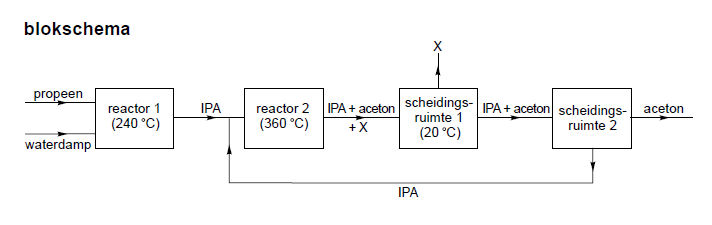 blokschema
X
propeen
waterdamp
reactor 1
(240 °C)
IPA
reactor 2
(360 °C)
IPA + aceton
+ X
scheidings-
ruimte 1
(20 °C)
IPA + aceton
scheidings-
ruimte 2
aceton
IPA